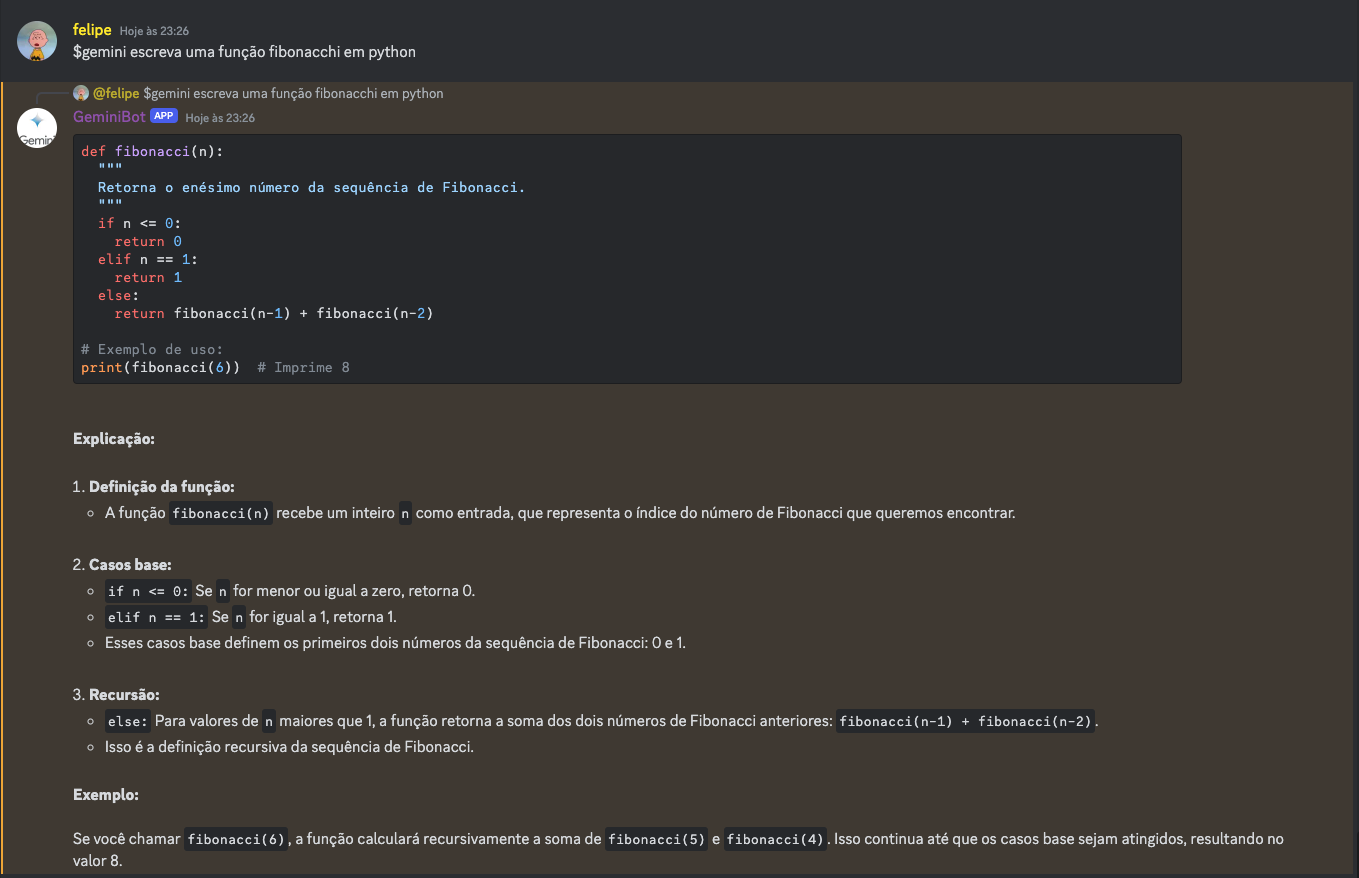 felipe Hoje às 23:26
$gemini escreva uma função fibonacchi em python
@felipe $gemini escreva uma função fibonacchi em python
Gemini
GeminiBot APP Hoje às 23:26
def fibonacci(n):
  """
  Retorna o enésimo número da sequência de Fibonacci.
  """
  if n <= 0:
    return 0
  elif n == 1:
    return 1
  else:
    return fibonacci(n-1) + fibonacci(n-2)
# Exemplo de uso:
print(fibonacci(6))  # Imprime 8
Explicação:
1. Definição da função:
◦ A função fibonacci(n) recebe um inteiro n como entrada, que representa o índice do número de Fibonacci que queremos encontrar.
2. Casos base:
◦ if n <= 0: Se n for menor ou igual a zero, retorna 0.
◦ elif n == 1: Se n for igual a 1, retorna 1.
◦ Esses casos base definem os primeiros dois números da sequência de Fibonacci: 0 e 1.
3. Recursão:
◦ else: Para valores de n maiores que 1, a função retorna a soma dos dois números de Fibonacci anteriores: fibonacci(n-1) + fibonacci(n-2).
◦ Isso é a definição recursiva da sequência de Fibonacci.
Exemplo:
Se você chamar fibonacci(6), a função calculará recursivamente a soma de fibonacci(5) e fibonacci(4). Isso continua até que os casos base sejam atingidos, resultando no
valor 8.